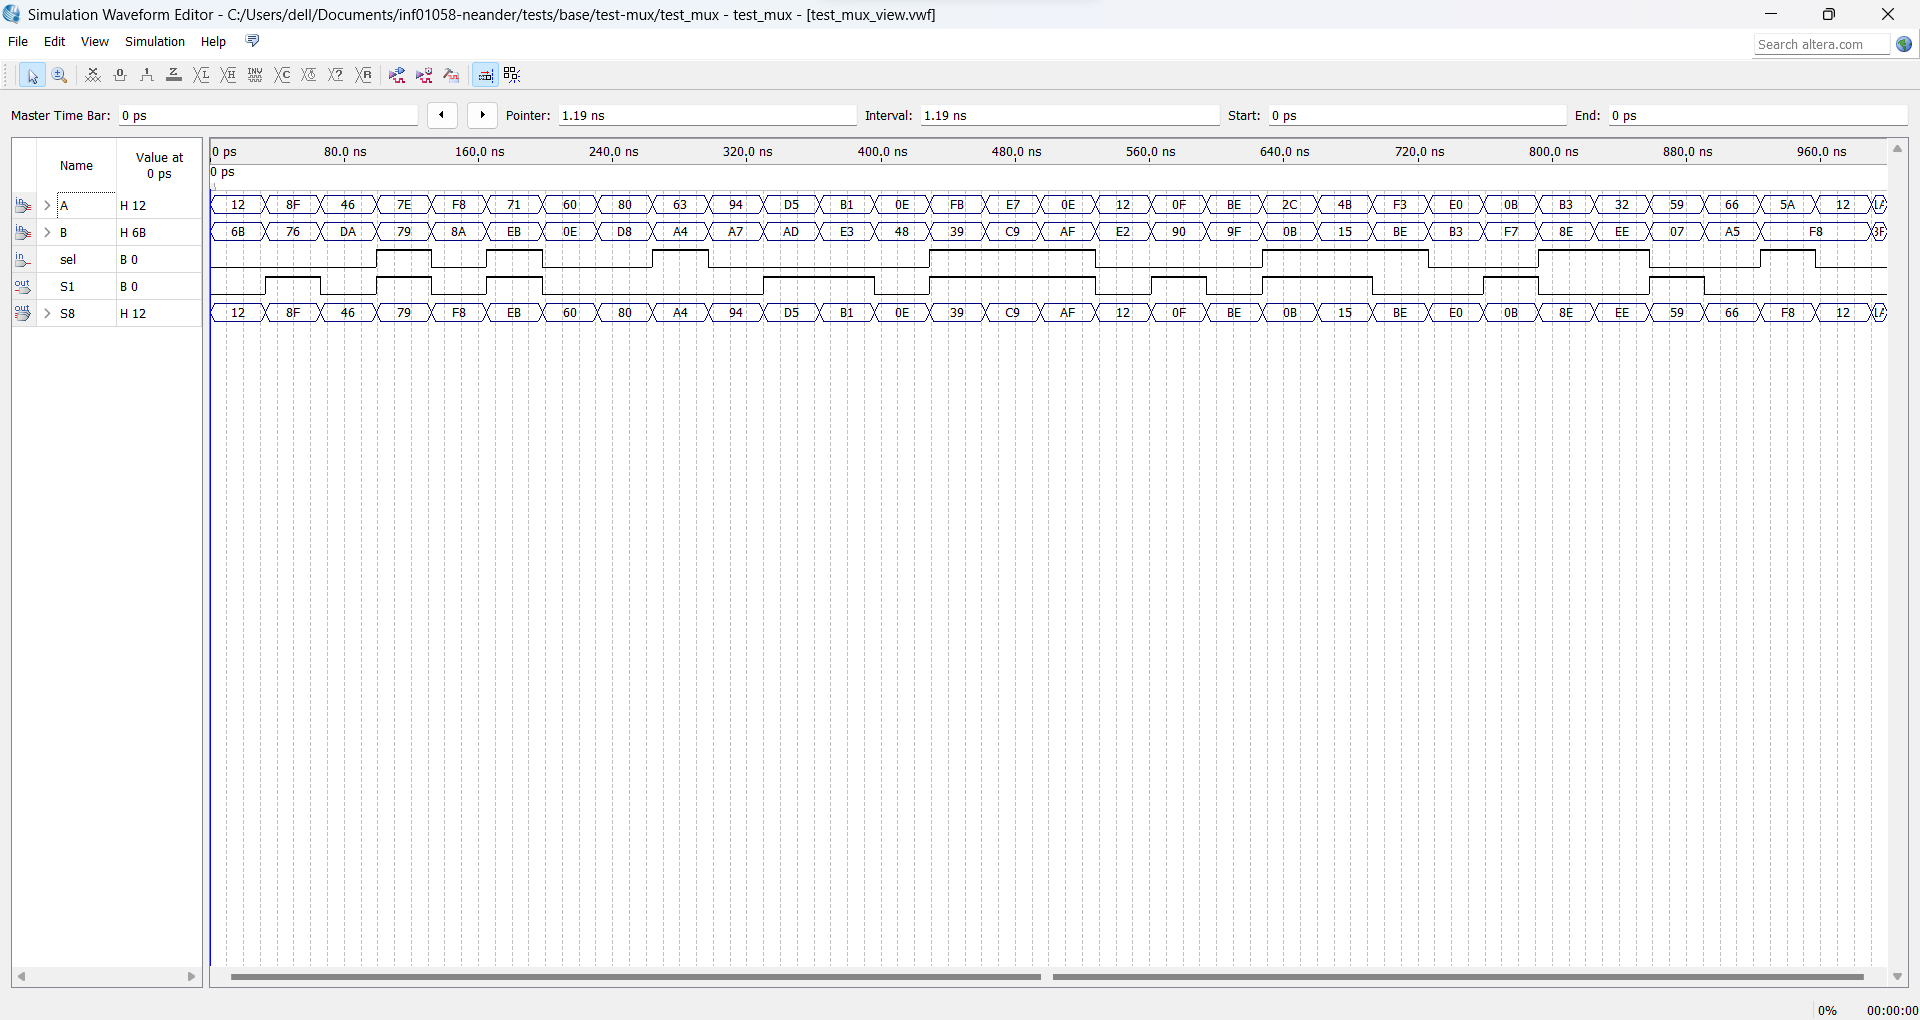 Simulation Waveform Editor - C:/Users/dell/Documents/inf01058-neander/tests/base/test-mux/test_mux - test_mux - [test_mux_view.vwf]
File Edit View Simulation Help
Search altera.com
Master Time Bar: 0 ps Pointer: 1.19 ns Interval: 1.19 ns Start: 0 ps End: 0 ps
Name Value at 0 ps
0 ps 80.0 ns 160.0 ns 240.0 ns 320.0 ns 400.0 ns 480.0 ns 560.0 ns 640.0 ns 720.0 ns 800.0 ns 880.0 ns 960.0 ns
0 ps
in A H 12 12 8F 46 7E F8 71 60 80 63 94 D5 B1 0E FB E7 0E 12 0F BE 2C 4B F3 E0 0B B3 32 59 66 5A 12 1A
in B H 6B 6B 76 DA 79 8A EB 0E D8 A4 A7 AD E3 48 39 C9 AF E2 90 9F 0B 15 BE B3 F7 8E EE 07 A5 F8 3F
in sel B 0
out S1 B 0
out S8 H 12 12 8F 46 79 F8 EB 60 80 A4 94 D5 B1 0E 39 C9 AF 12 0F BE 0B 15 BE E0 0B 8E EE 59 66 F8 12 1A
0% 00:00:00